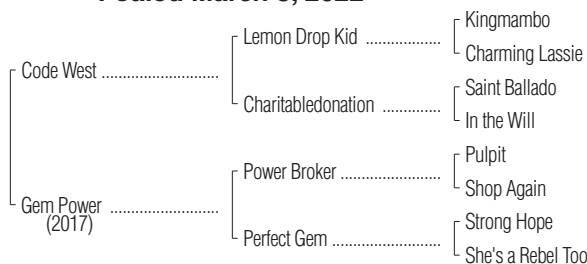 Foaled March 6, 2022
Kingmambo
Lemon Drop Kid
Charming Lassie
Code West
Saint Ballado
Charitabledonation
In the Will
Pulpit
Power Broker
Shop Again
Gem Power
(2017)
Strong Hope
Perfect Gem
She's a Rebel Too